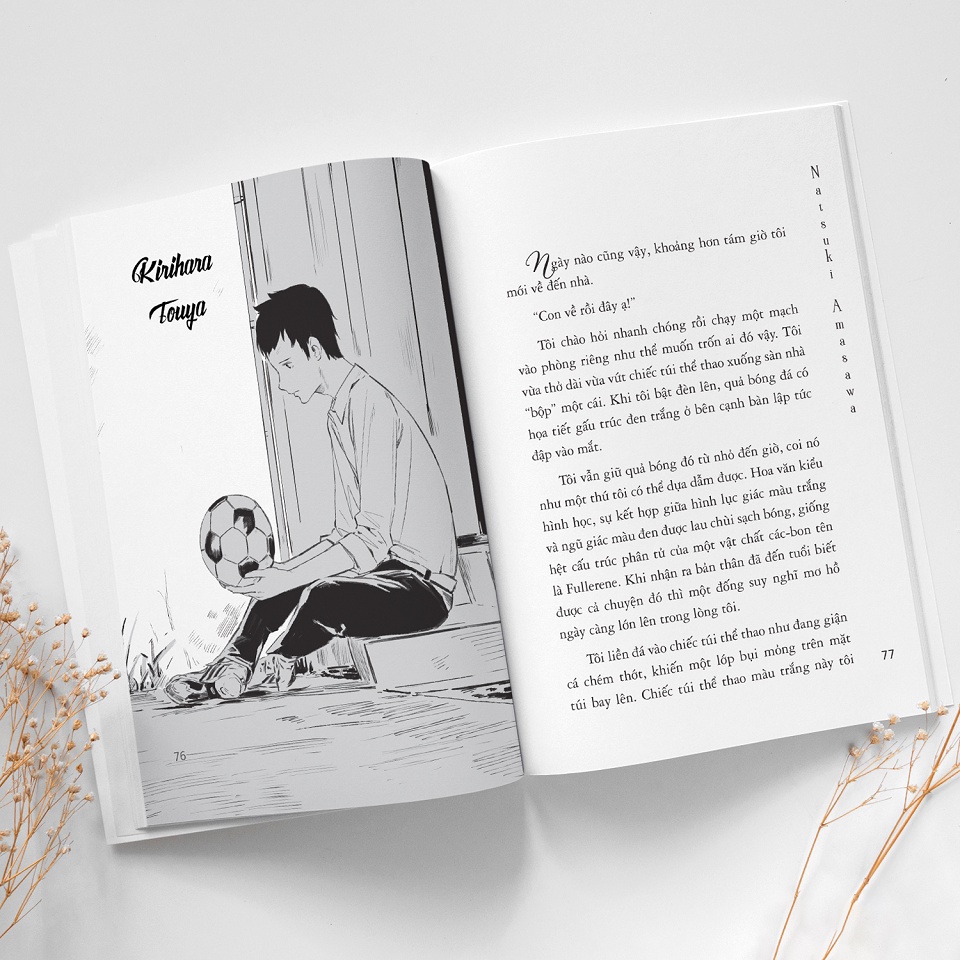 Kirihara
Touya
76
Ngày nào cũng vậy, khoảng hơn tám giờ tôi
mới về đến nhà.
“Con về rồi đây ạ!”
Tôi chào hỏi nhanh chóng rồi chạy một mạch
vào phòng riêng như thể muốn trốn ai đó vậy. Tôi
vừa thở dài vừa vứt chiếc túi thể thao xuống sàn nhà
“bộp” một cái. Khi tôi bật đèn lên, quả bóng đá có
họa tiết gấu trúc đen trắng ở bên cạnh bàn lập tức
đập vào mắt.
Tôi vẫn giữ quả bóng đó từ nhỏ đến giờ, coi nó
như một thứ tôi có thể dựa dẫm được. Hoa văn kiểu
hình học, sự kết hợp giữa hình lục giác màu trắng
và ngũ giác màu đen được lau chùi sạch bóng, giống
hệt cấu trúc phân tử của một vật chất các-bon tên
là Fullerene. Khi nhận ra bản thân đã đến tuổi biết
được cả chuyện đó thì một đống suy nghĩ mơ hồ
ngày càng lớn lên trong lòng tôi.
Tôi liền đá vào chiếc túi thể thao như đang giận
cá chém thớt, khiến một lớp bụi mỏng trên mặt
túi bay lên. Chiếc túi thể thao màu trắng này tôi
Natsuki Amasawa
77